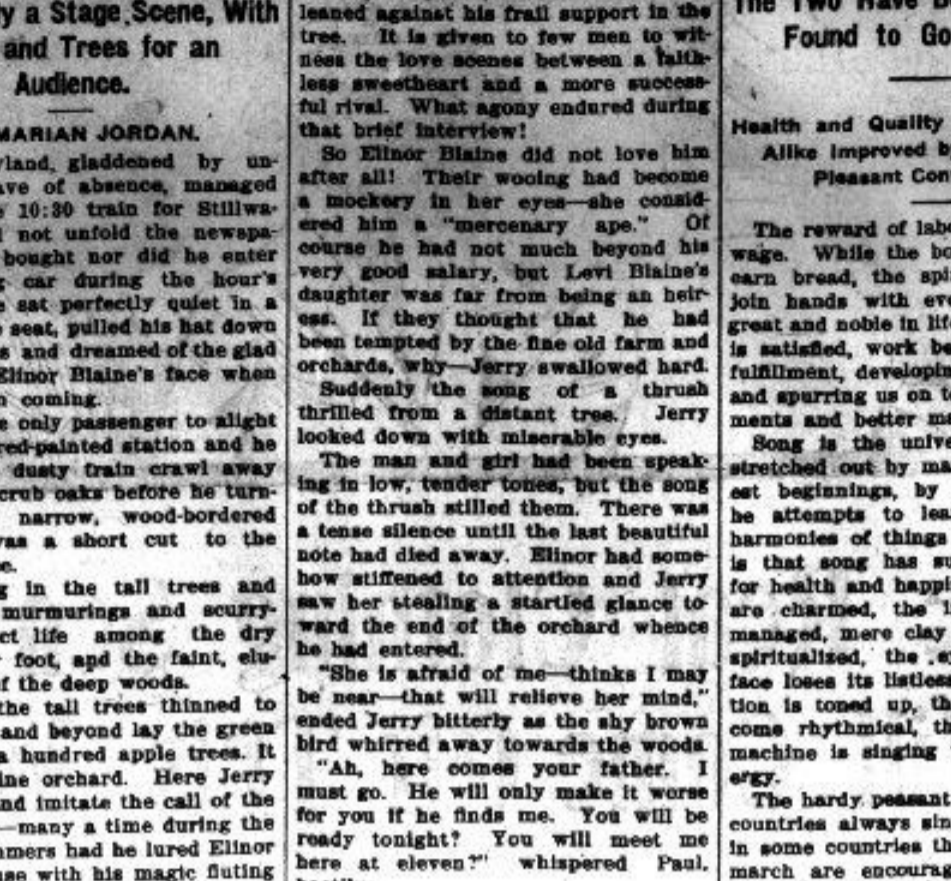 y a Stage Scene, With
and Trees for an
Audience.
MARIAN JORDAN.
yland, gladdened by un-
ave of absence, managed
e 10:30 train for Stillwa-
not unfold the newspa-
bought nor did he enter
g car during the hour's
e sat perfectly quiet in a
e seat, pulled his hat down
s and dreamed of the glad
Elinor Blaine's face when
coming.
e only passenger to alight
red-painted station and he
dusty train crawl away
crub oaks before he turn-
narrow, wood-bordered
was a short cut to the
e.
g in the tall trees and
murmurings and scurry-
ct life among the dry
foot, apd the faint, elu-
f the deep woods.
the tall trees thinned to
and beyond lay the green
a hundred apple trees. It
ine orchard. Here Jerry
nd imitate the call of the
—many a time during the
mmers had he lured Elinor
use with his magic fluting
leaned against his frail support in the
tree. It is given to few men to wit-
ness the love scenes between a faith-
less sweetheart and a more success-
ful rival. What agony endured during
that brief interview!
So Elinor Blaine did not love him
after all! Their wooing had become
a mockery in her eyes—she consid-
ered him a "mercenary ape." Of
course he had not much beyond his
very good salary, but Levi Blaine's
daughter was far from being an heir-
ess. If they thought that he had
been tempted by the fine old farm and
orchards, why—Jerry swallowed hard.
Suddenly the song of a thrush
thrilled from a distant tree. Jerry
looked down with miserable eyes.
The man and girl had been speak-
ing in low, tender tones, but the song
of the thrush stilled them. There was
a tense silence until the last beautiful
note had died away. Elinor had some-
how stiffened to attention and Jerry
saw her stealing a startled glance to-
ward the end of the orchard whence
he had entered.
"She is afraid of me—thinks I may
be near—that will relieve her mind,"
ended Jerry bitterly as the shy brown
bird whirred away towards the woods.
"Ah, here comes your father. I
must go. He will only make it worse
for you if he finds me. You will be
ready tonight? You will meet me
here at eleven?" whispered Paul,
The Two Have
Found to Go
Health and Quality
Alike Improved b
Pleasant Con
The reward of labo
wage. While the bo
earn bread, the spi
join hands with ev
great and noble in lif
is satisfied, work be
fulfillment, developin
and spurring us on t
ments and better m
Song is the unive
stretched out by ma
est beginnings, by
he attempts to lea
harmonies of things
is that song has su
for health and happ
are charmed, the
managed, mere clay
spiritualized, the
face loses its listless
tion is toned up, th
come rhythmical, th
machine is singing
ergy.
The hardy peasant
countries always sin
in some countries th
march are encourag